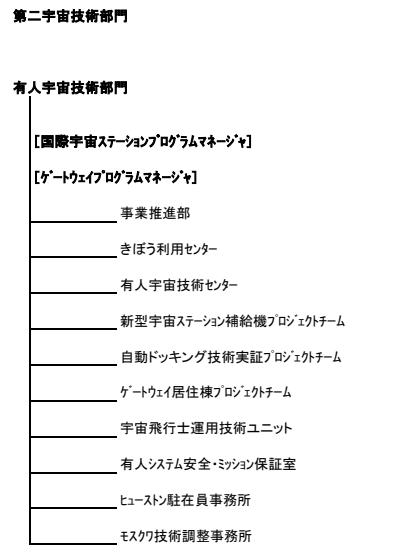 第二宇宙技術部門
有人宇宙技術部門
[国際宇宙ｽﾃｰｼｮﾝﾌﾟﾛｸﾞﾗﾑﾏﾈｰｼﾞｬ]
[ｹﾞｰﾄｳｪｲﾌﾟﾛｸﾞﾗﾑﾏﾈｰｼﾞｬ]
事業推進部
きぼう利用ｾﾝﾀｰ
有人宇宙技術ｾﾝﾀｰ
新型宇宙ｽﾃｰｼｮﾝ補給機ﾌﾟﾛｼﾞｪｸﾄﾁｰﾑ
自動ドッキング技術実証ﾌﾟﾛｼﾞｪｸﾄﾁｰﾑ
ｹﾞｰﾄｳｪｲ居住棟ﾌﾟﾛｼﾞｪｸﾄﾁｰﾑ
宇宙飛行士運用技術ユニット
有人ｼｽﾃﾑ安全･ﾐｯｼｮﾝ保証室
ﾋｭｰｽﾄﾝ駐在員事務所
ﾓｽｸﾜ技術調整事務所